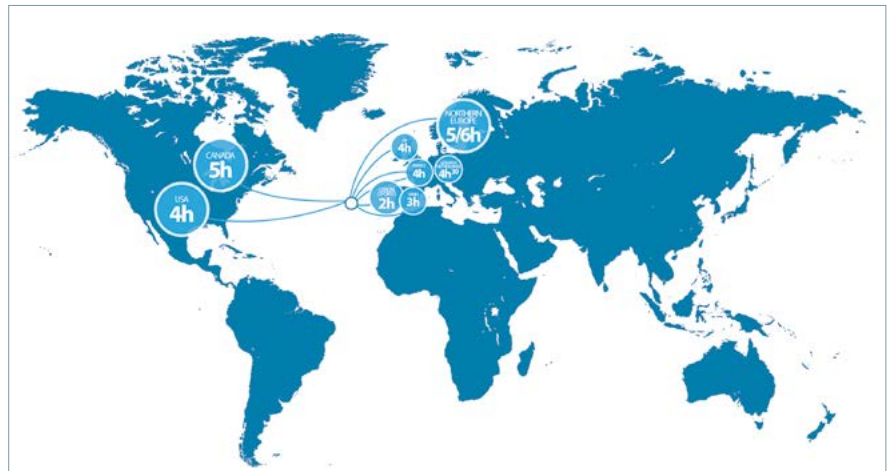 NORTHERN
EUROPE
5/6h
4h
CANADA
5h
4h
4h30
USA
4h
2h
3h